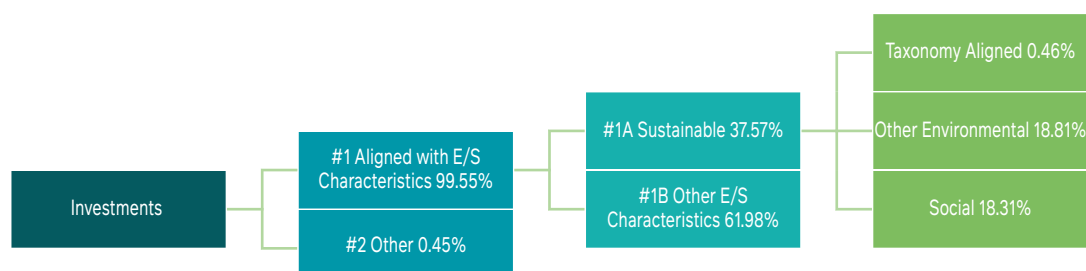 Investments
#1 Aligned with E/S
Characteristics 99.55%
#2 Other 0.45%
#1A Sustainable 37.57%
#1B Other E/S
Characteristics 61.98%
Taxonomy Aligned 0.46%
Other Environmental 18.81%
Social 18.31%